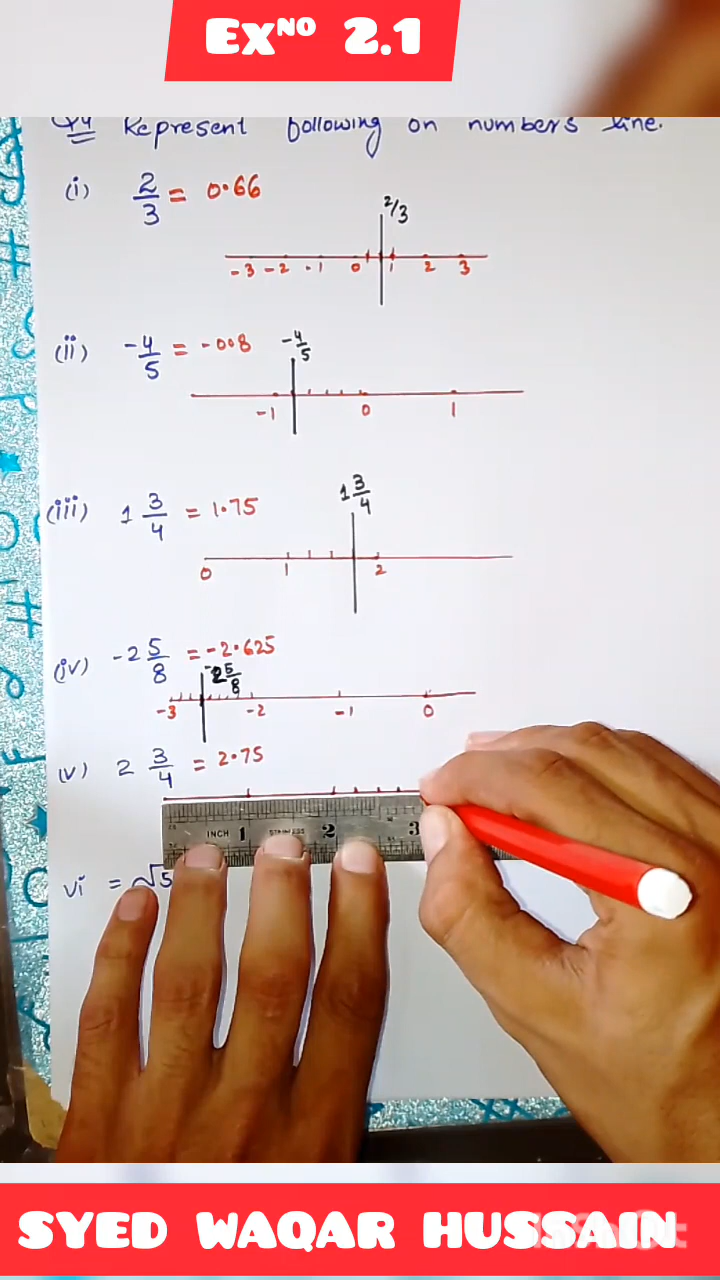 EXᴺᴼ 2.1
Q4 Represent following on numbers line.
(i) 2/3 = 0.66
2/3
-3 -2 -1 0 1 2 3
(ii) -4/5 = -0.8
-4/5
-1 0 1
(iii) 1 3/4 = 1.75
1 3/4
0 1 2
(iv) -2 5/8 = -2.625
-2 5/8
-3 -2 -1 0
(v) 2 3/4 = 2.75
INCH 1 STAINLESS 2 3
vi = √5
SYED WAQAR HUSSAIN